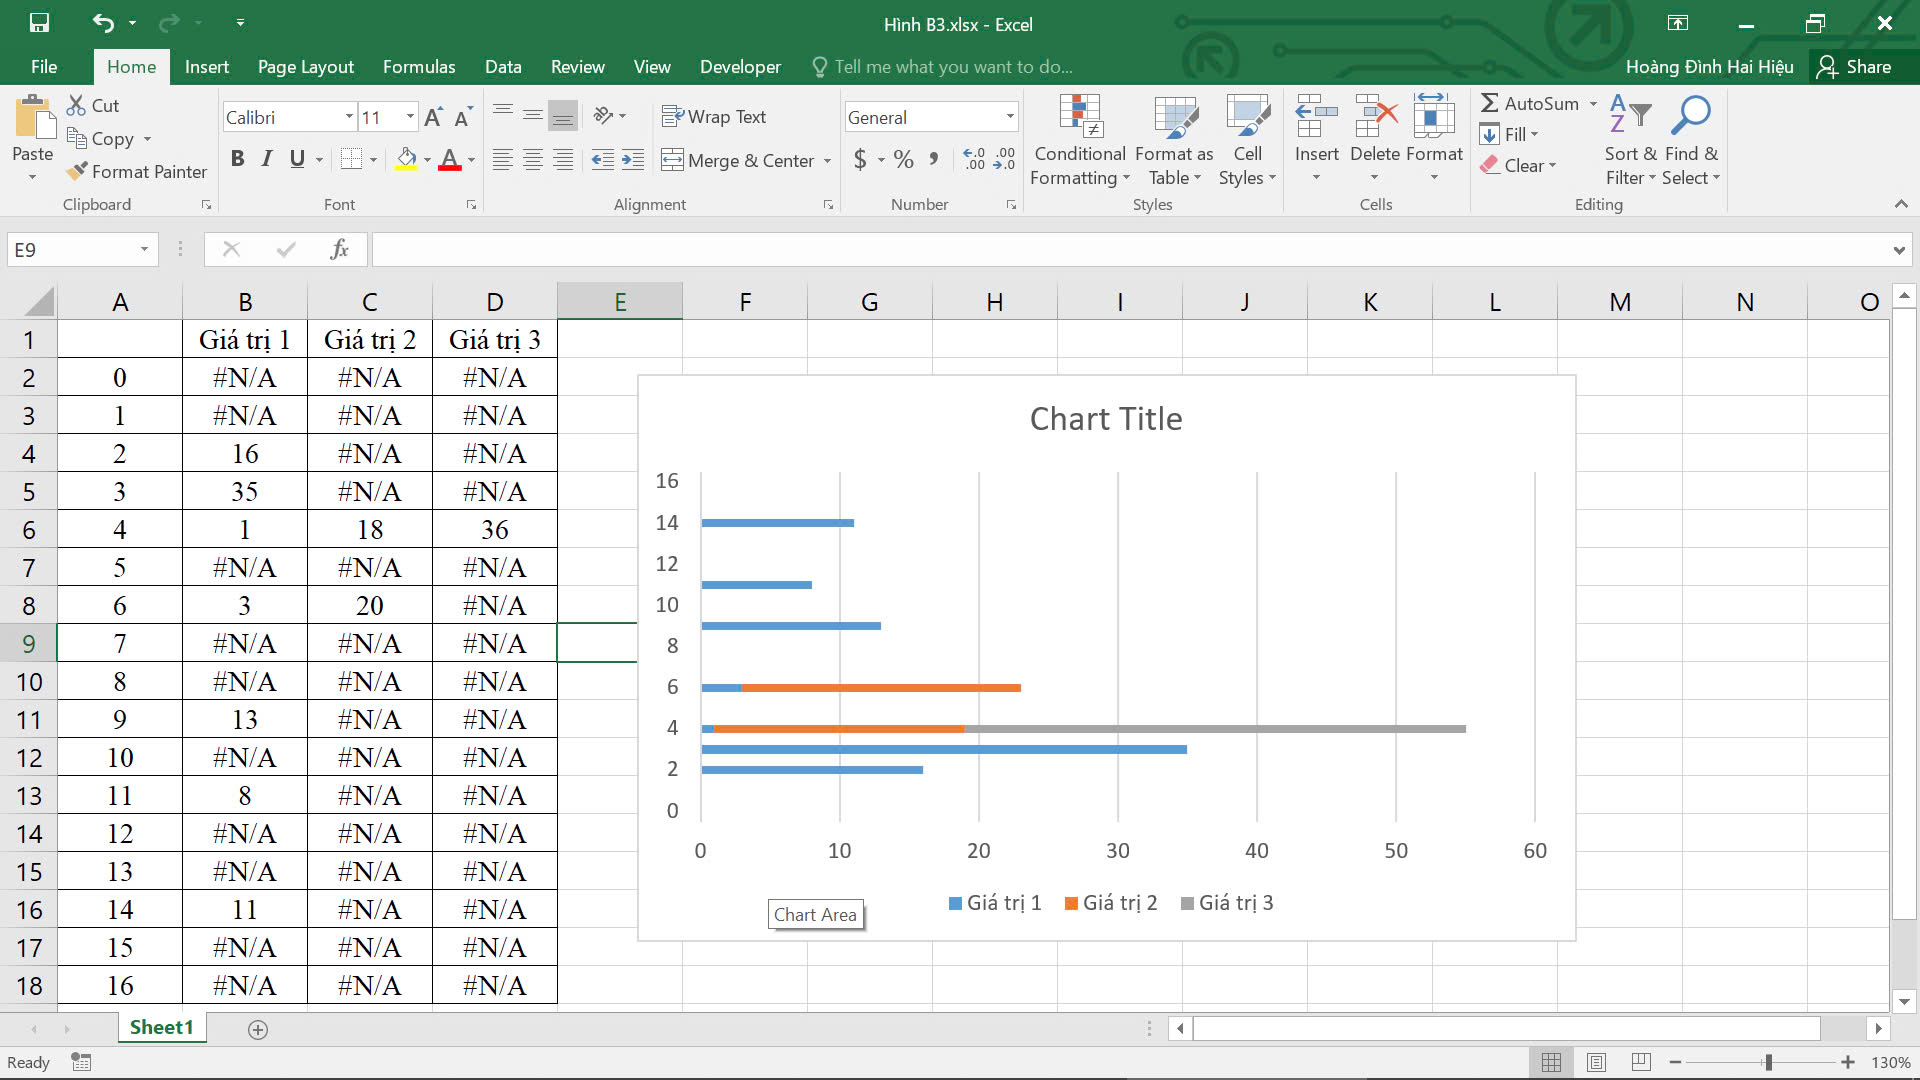 Hình B3.xlsx - Excel
File Home Insert Page Layout Formulas Data Review View Developer Tell me what you want to do... Hoàng Đình Hai Hiệu Share
Paste
Cut
Copy
Format Painter
Clipboard
Calibri 11
B I U
Font
Wrap Text
Merge & Center
Alignment
General
$ % ,
Number
Conditional Formatting
Format as Table
Cell Styles
Styles
Insert
Delete
Format
Cells
AutoSum
Fill
Clear
Sort & Filter
Find & Select
Editing
E9 fx
A B C D E F G H I J K L M N O
1 Giá trị 1 Giá trị 2 Giá trị 3
2 0 #N/A #N/A #N/A
3 1 #N/A #N/A #N/A
4 2 16 #N/A #N/A
5 3 35 #N/A #N/A
6 4 1 18 36
7 5 #N/A #N/A #N/A
8 6 3 20 #N/A
9 7 #N/A #N/A #N/A
10 8 #N/A #N/A #N/A
11 9 13 #N/A #N/A
12 10 #N/A #N/A #N/A
13 11 8 #N/A #N/A
14 12 #N/A #N/A #N/A
15 13 #N/A #N/A #N/A
16 14 11 #N/A #N/A
17 15 #N/A #N/A #N/A
18 16 #N/A #N/A #N/A
Chart Title
16
14
12
10
8
6
4
2
0
0 10 20 30 40 50 60
Giá trị 1 Giá trị 2 Giá trị 3
Chart Area
Sheet1
Ready
130%